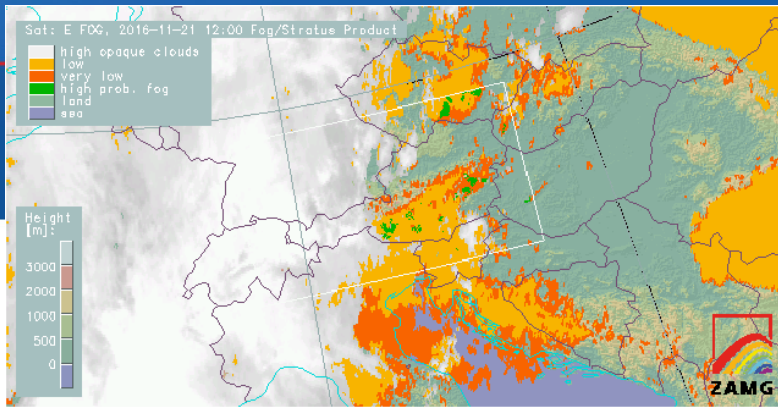 Sat: E FOG, 2016-11-21 12:00 Fog/Stratus Product
high opaque clouds
low
very low
high prob. fog
land
sea
Height
[m]:
3000
2000
1000
500
0
ZAMG